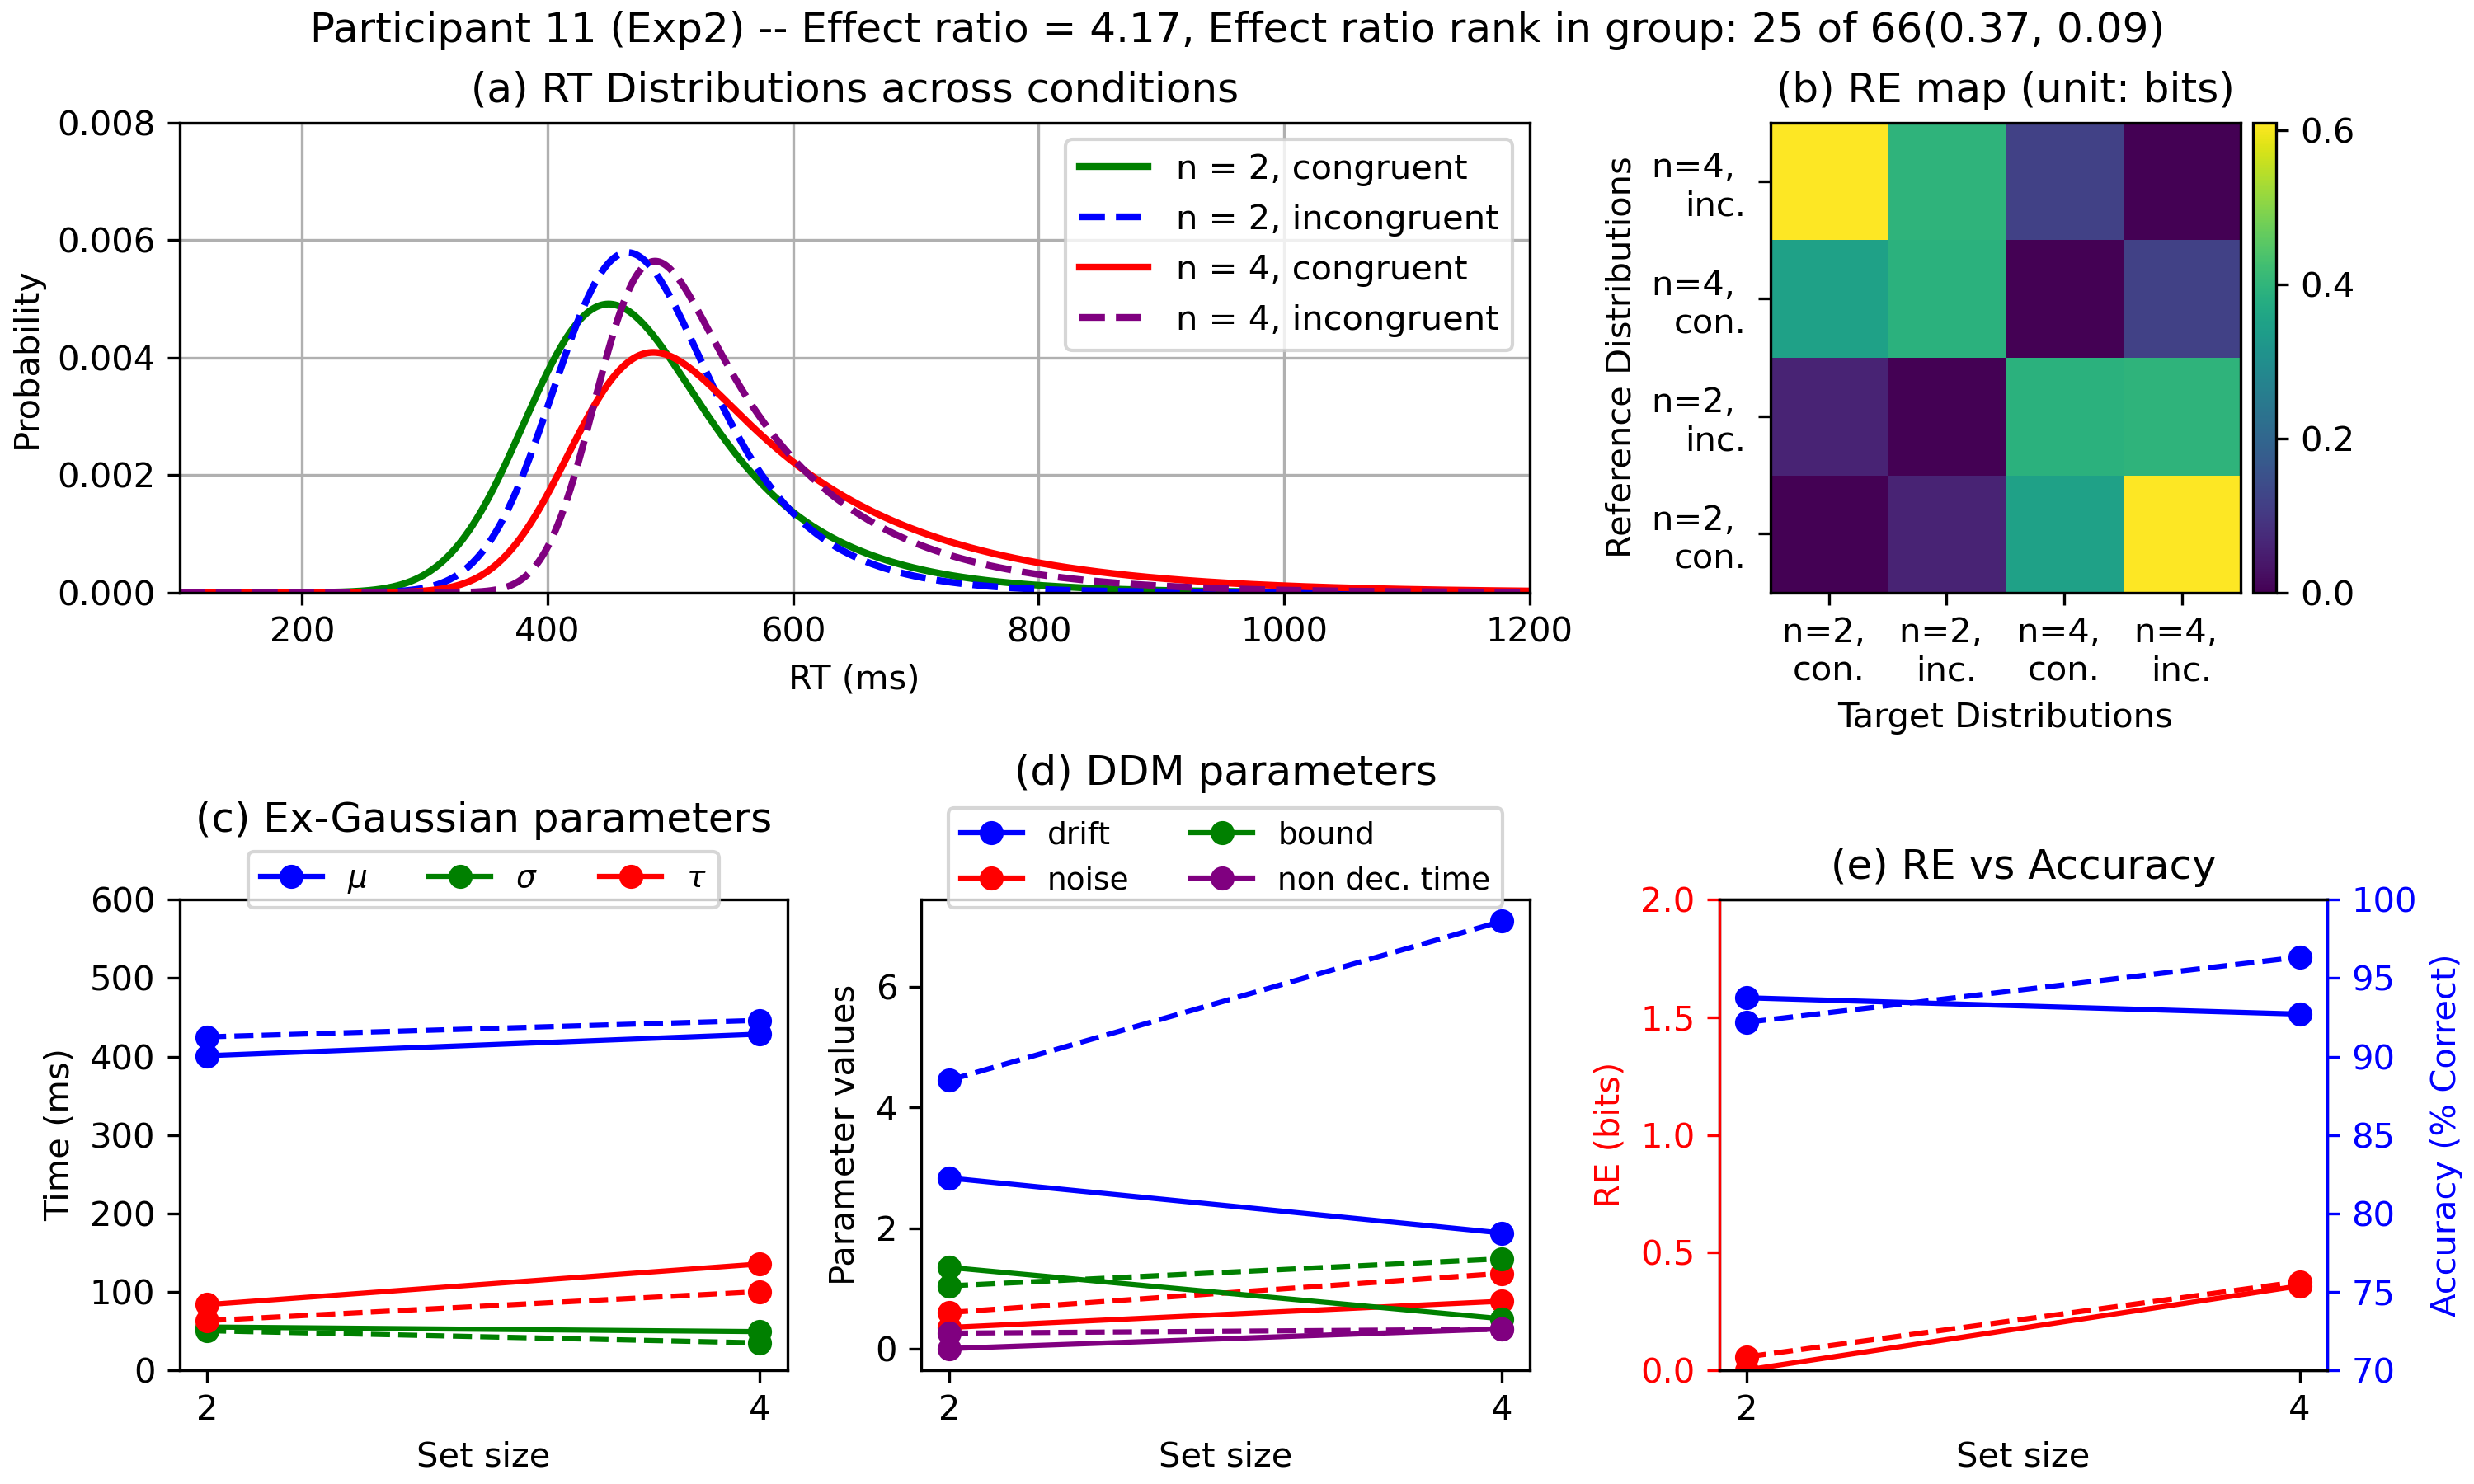 Participant 11 (Exp2) -- Effect ratio = 4.17, Effect ratio rank in group: 25 of 66(0.37, 0.09)
(a) RT Distributions across conditions
0.008
0.006
0.004
0.002
0.000
Probability
n = 2, congruent
n = 2, incongruent
n = 4, congruent
n = 4, incongruent
200
400
600
800
1000
1200
RT (ms)
(b) RE map (unit: bits)
Reference Distributions
n=4,
inc.
n=4,
con.
n=2,
inc.
n=2,
con.
0.6
0.4
0.2
0.0
n=2,
con.
n=2,
inc.
n=4,
con.
n=4,
inc.
Target Distributions
(c) Ex-Gaussian parameters
μ
σ
τ
600
500
400
300
200
100
0
Time (ms)
2
4
Set size
(d) DDM parameters
drift
noise
bound
non dec. time
6
4
2
0
Parameter values
2
4
Set size
(e) RE vs Accuracy
2.0
1.5
1.0
0.5
0.0
RE (bits)
100
95
90
85
80
75
70
Accuracy (% Correct)
2
4
Set size